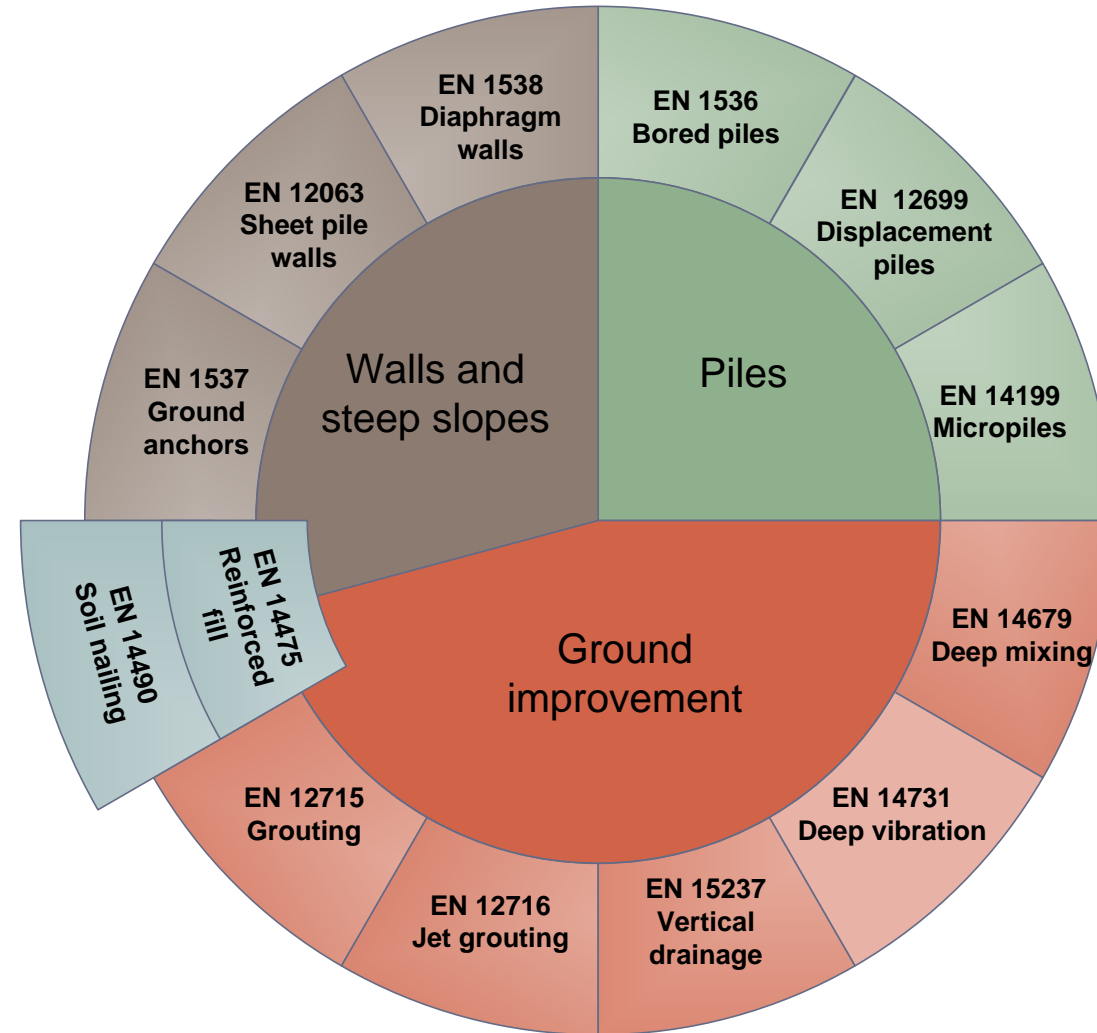 EN 1538
Diaphragm
walls
EN 1536
Bored piles
EN 12063
Sheet pile
walls
EN 12699
Displacement
piles
EN 1537
Ground
anchors
Walls and
steep slopes
Piles
EN 14199
Micropiles
EN 14490
Soil nailing
EN 14475
Reinforced
fill
Ground
improvement
EN 14679
Deep mixing
EN 12715
Grouting
EN 14731
Deep vibration
EN 12716
Jet grouting
EN 15237
Vertical
drainage